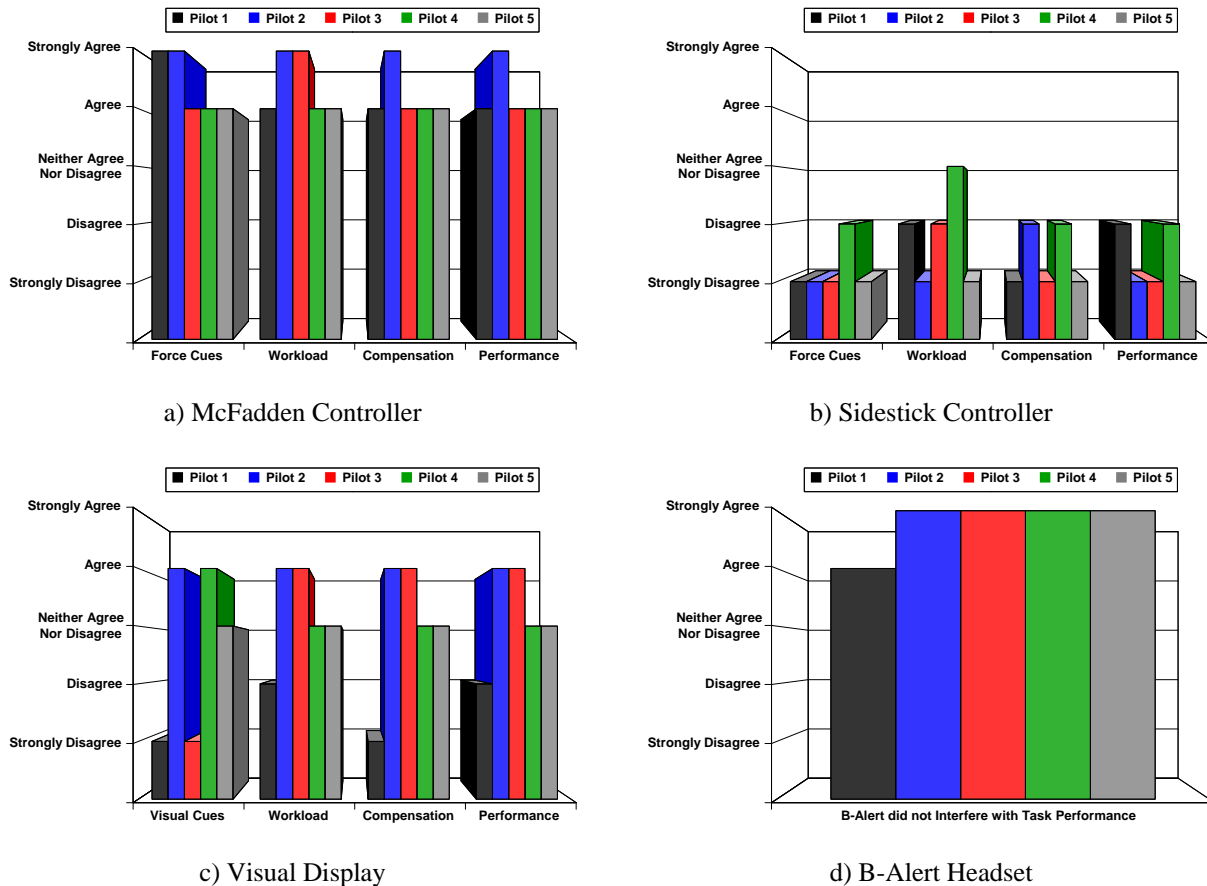 Pilot 1 Pilot 2 Pilot 3 Pilot 4 Pilot 5
Strongly Agree
Agree
Neither Agree
Nor Disagree
Disagree
Strongly Disagree
Force Cues Workload Compensation Performance
a) McFadden Controller
Pilot 1 Pilot 2 Pilot 3 Pilot 4 Pilot 5
Strongly Agree
Agree
Neither Agree
Nor Disagree
Disagree
Strongly Disagree
Force Cues Workload Compensation Performance
b) Sidestick Controller
Pilot 1 Pilot 2 Pilot 3 Pilot 4 Pilot 5
Strongly Agree
Agree
Neither Agree
Nor Disagree
Disagree
Strongly Disagree
Visual Cues Workload Compensation Performance
c) Visual Display
Pilot 1 Pilot 2 Pilot 3 Pilot 4 Pilot 5
Strongly Agree
Agree
Neither Agree
Nor Disagree
Disagree
Strongly Disagree
B-Alert did not Interfere with Task Performance
d) B-Alert Headset